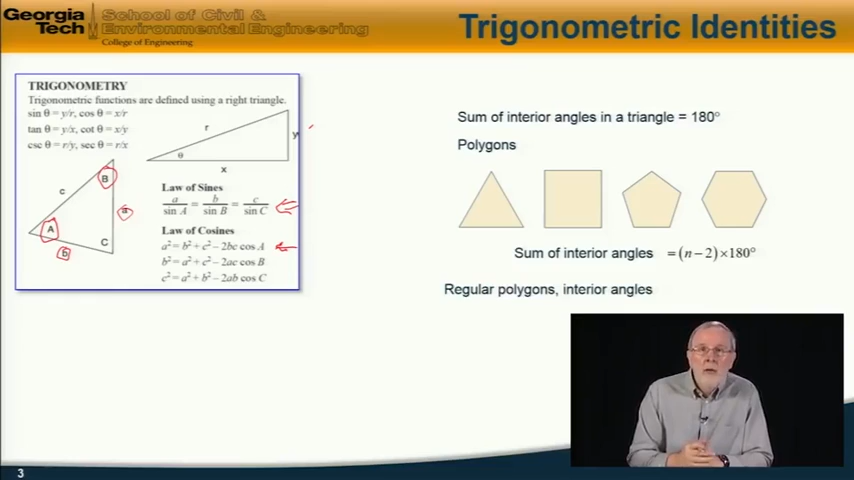 Georgia Tech
School of Civil &
Environmental Engineering
College of Engineering
Trigonometric Identities
TRIGONOMETRY
Trigonometric functions are defined using a right triangle.
sin θ = y/r, cos θ = x/r
tan θ = y/x, cot θ = x/y
csc θ = r/y, sec θ = r/x
r
y
θ
x
c
B
a
A
b
C
Law of Sines
a/sin A = b/sin B = c/sin C
Law of Cosines
a² = b² + c² – 2bc cos A
b² = a² + c² – 2ac cos B
c² = a² + b² – 2ab cos C
Sum of interior angles in a triangle = 180°
Polygons
Sum of interior angles = (n − 2) × 180°
Regular polygons, interior angles
3